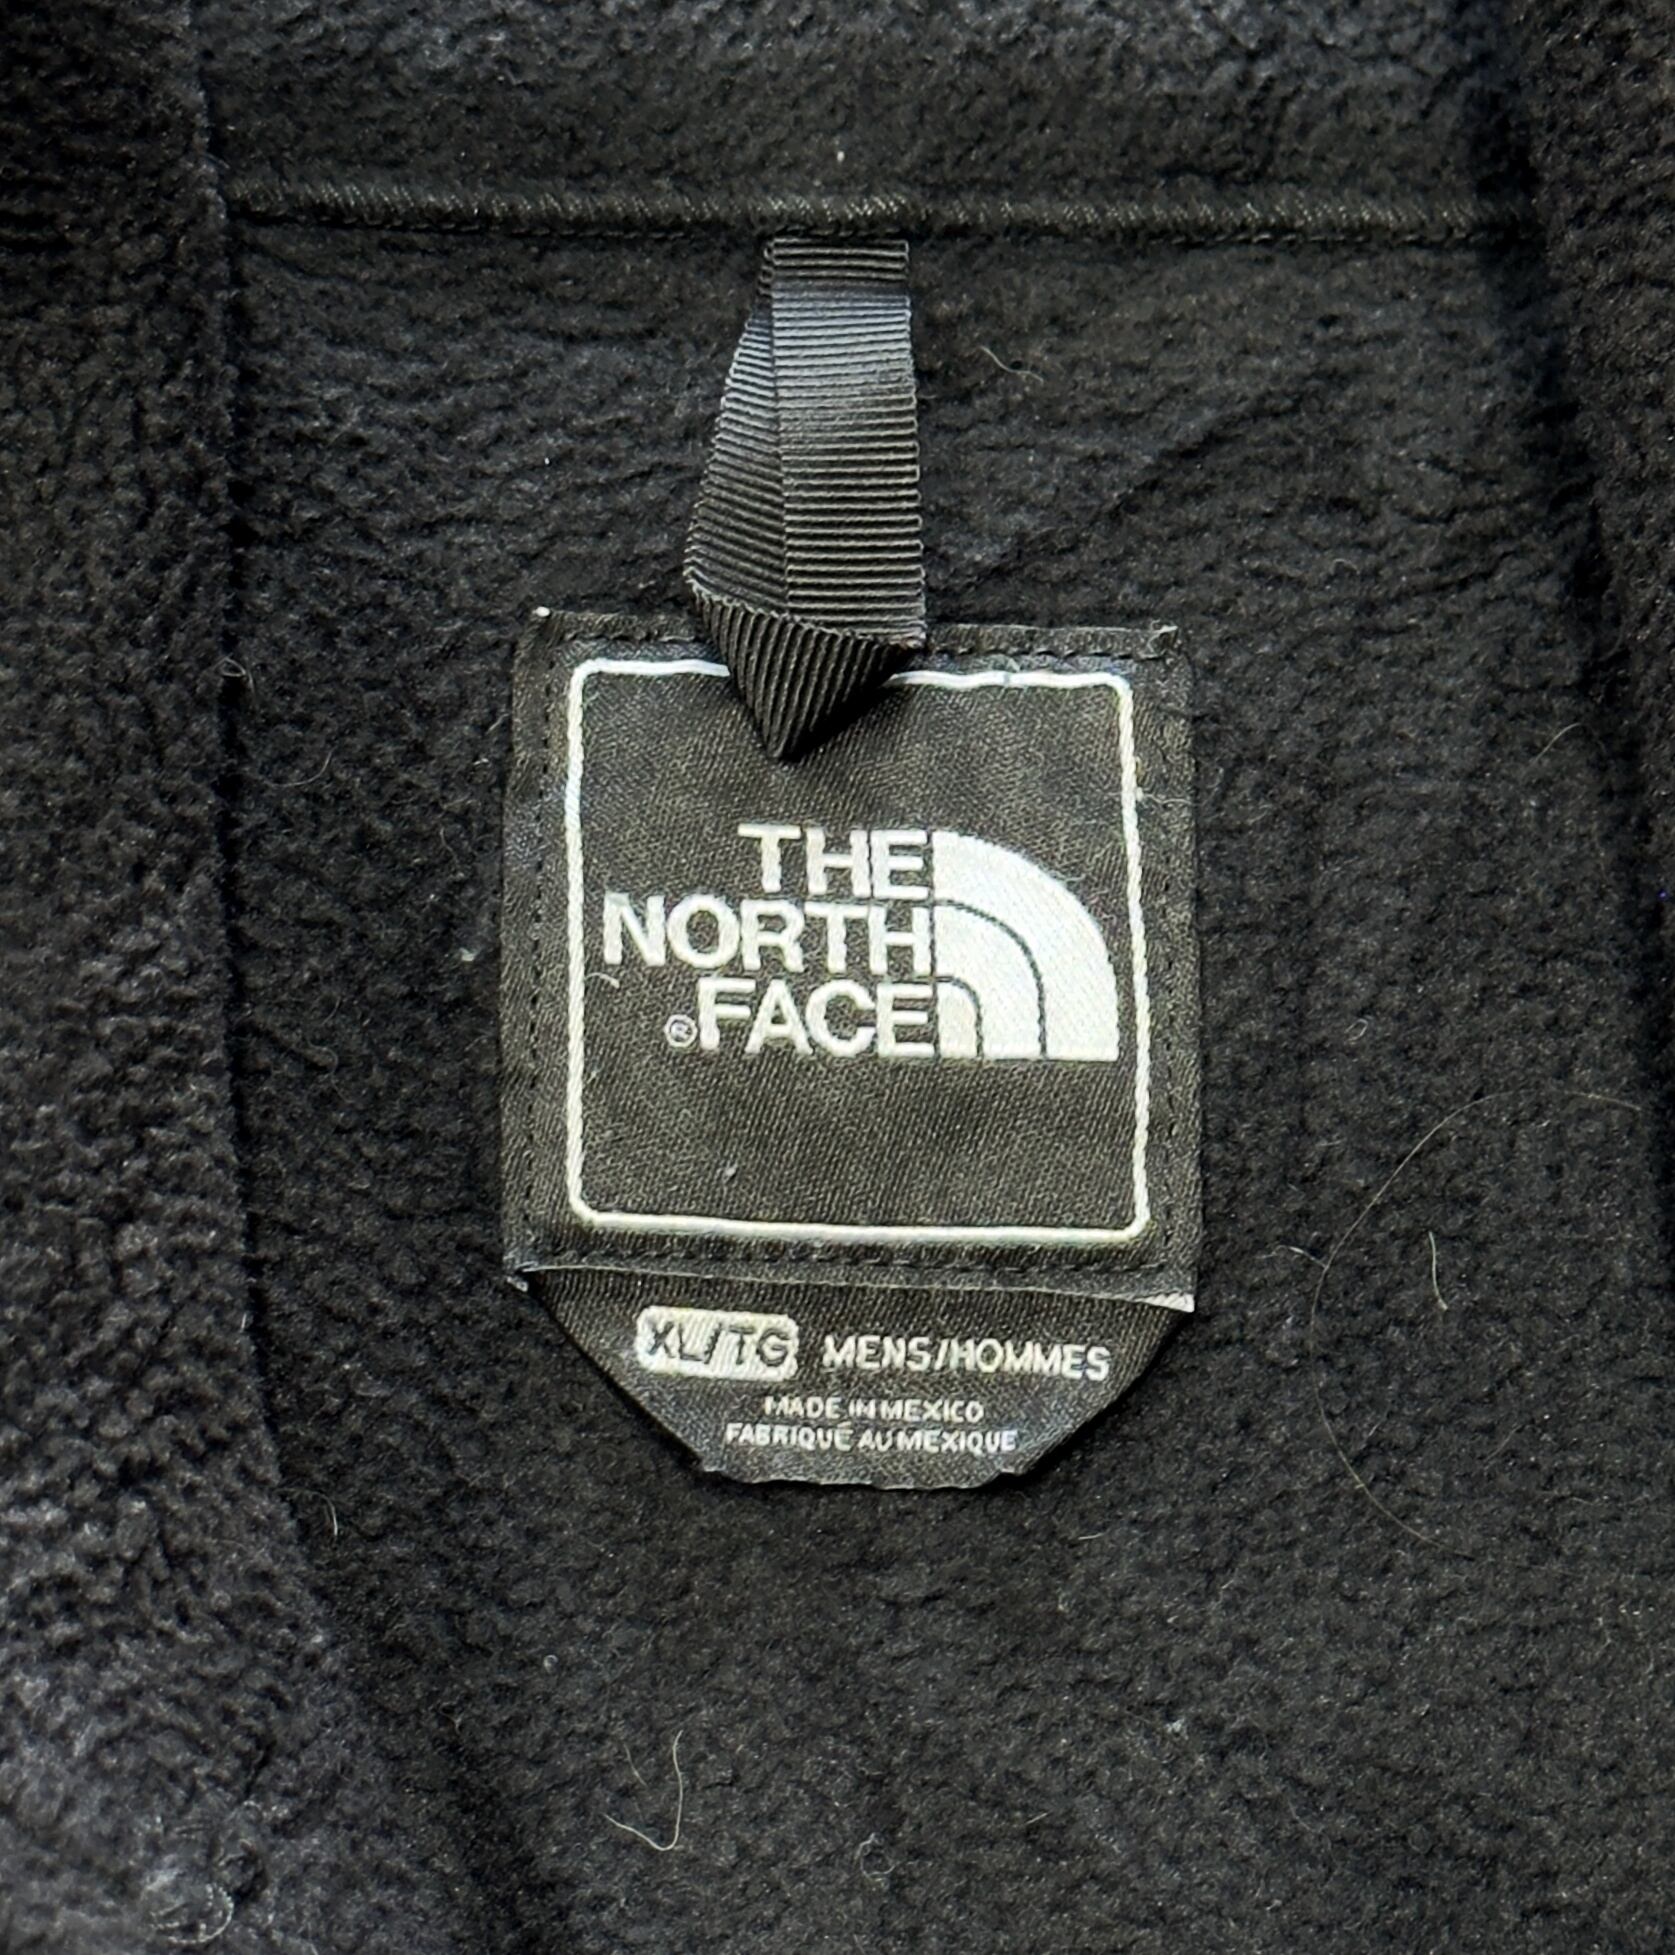 THE
NORTH
®FACE
XL/TG MENS/HOMMES
MADE IN MEXICO
FABRIQUÉ AU MEXIQUE